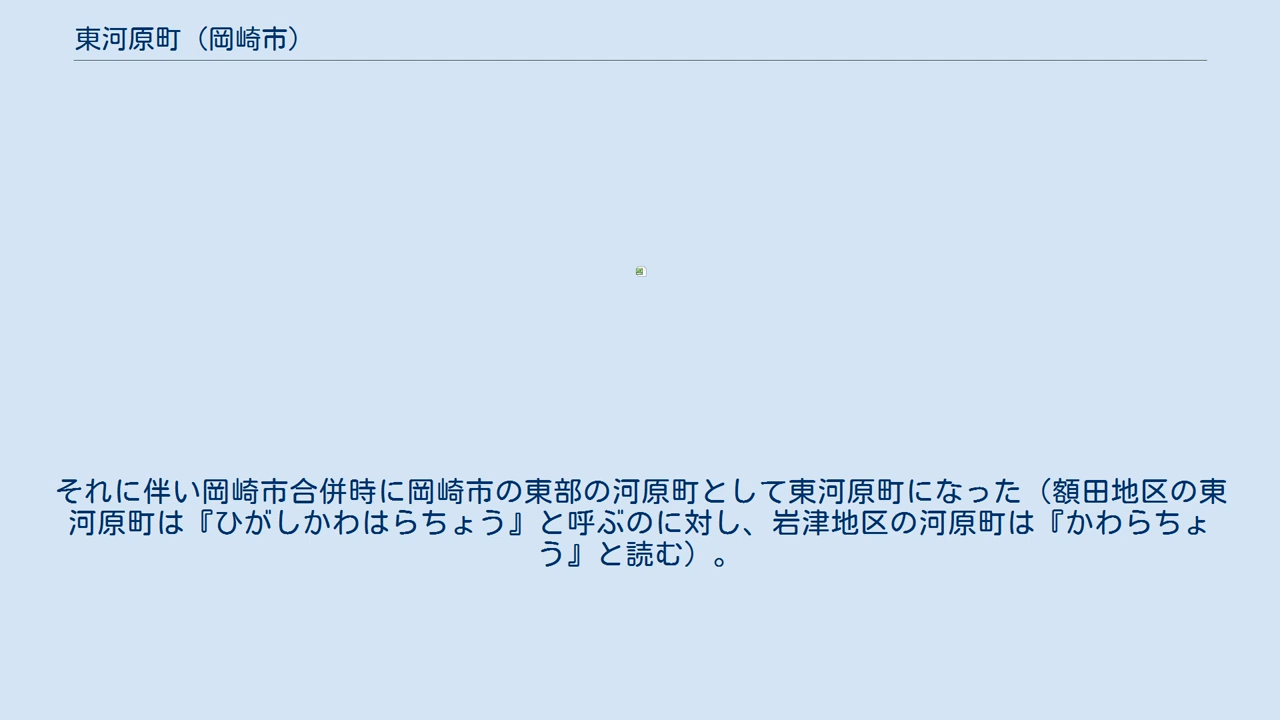 東河原町（岡崎市）
それに伴い岡崎市合併時に岡崎市の東部の河原町として東河原町になった（額田地区の東
河原町は『ひがしかわはらちょう』と呼ぶのに対し、岩津地区の河原町は『かわらちょ
う』と読む）。